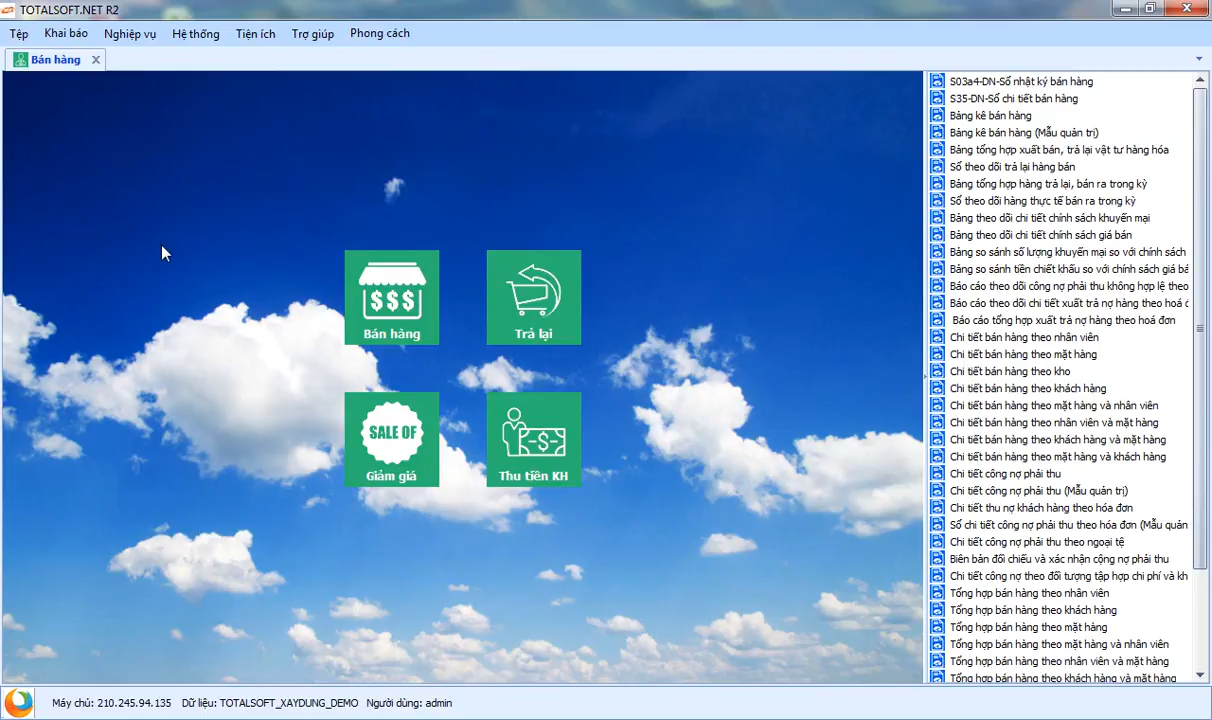 TOTALSOFT.NET R2
Tệp Khai báo Nghiệp vụ Hệ thống Tiện ích Trợ giúp Phong cách
Bán hàng
$$$
Bán hàng
Trả lại
SALE OF
Giảm giá
-$-
Thu tiền KH
S03a4-DN-Sổ nhật ký bán hàng
S35-DN-Sổ chi tiết bán hàng
Bảng kê bán hàng
Bảng kê bán hàng (Mẫu quản trị)
Bảng tổng hợp xuất bán, trả lại vật tư hàng hóa
Sổ theo dõi trả lại hàng bán
Bảng tổng hợp hàng trả lại, bán ra trong kỳ
Sổ theo dõi hàng thực tế bán ra trong kỳ
Bảng theo dõi chi tiết chính sách khuyến mại
Bảng theo dõi chi tiết chính sách giá bán
Bảng so sánh số lượng khuyến mại so với chính sách
Bảng so sánh tiền chiết khấu so với chính sách giá bá
Báo cáo theo dõi công nợ phải thu không hợp lệ theo
Báo cáo theo dõi chi tiết xuất trả nợ hàng theo hoá đ
Báo cáo tổng hợp xuất trả nợ hàng theo hoá đơn
Chi tiết bán hàng theo nhân viên
Chi tiết bán hàng theo mặt hàng
Chi tiết bán hàng theo kho
Chi tiết bán hàng theo khách hàng
Chi tiết bán hàng theo mặt hàng và nhân viên
Chi tiết bán hàng theo nhân viên và mặt hàng
Chi tiết bán hàng theo khách hàng và mặt hàng
Chi tiết bán hàng theo mặt hàng và khách hàng
Chi tiết công nợ phải thu
Chi tiết công nợ phải thu (Mẫu quản trị)
Chi tiết thu nợ khách hàng theo hóa đơn
Sổ chi tiết công nợ phải thu theo hóa đơn (Mẫu quản
Chi tiết công nợ phải thu theo ngoại tệ
Biên bản đối chiếu và xác nhận cộng nợ phải thu
Chi tiết công nợ theo đối tượng tập hợp chi phí và kh
Tổng hợp bán hàng theo nhân viên
Tổng hợp bán hàng theo khách hàng
Tổng hợp bán hàng theo mặt hàng
Tổng hợp bán hàng theo mặt hàng và nhân viên
Tổng hợp bán hàng theo nhân viên và mặt hàng
Tổng hợp bán hàng theo khách hàng và mặt hàng
Máy chủ: 210.245.94.135 Dữ liệu: TOTALSOFT_XAYDUNG_DEMO Người dùng: admin